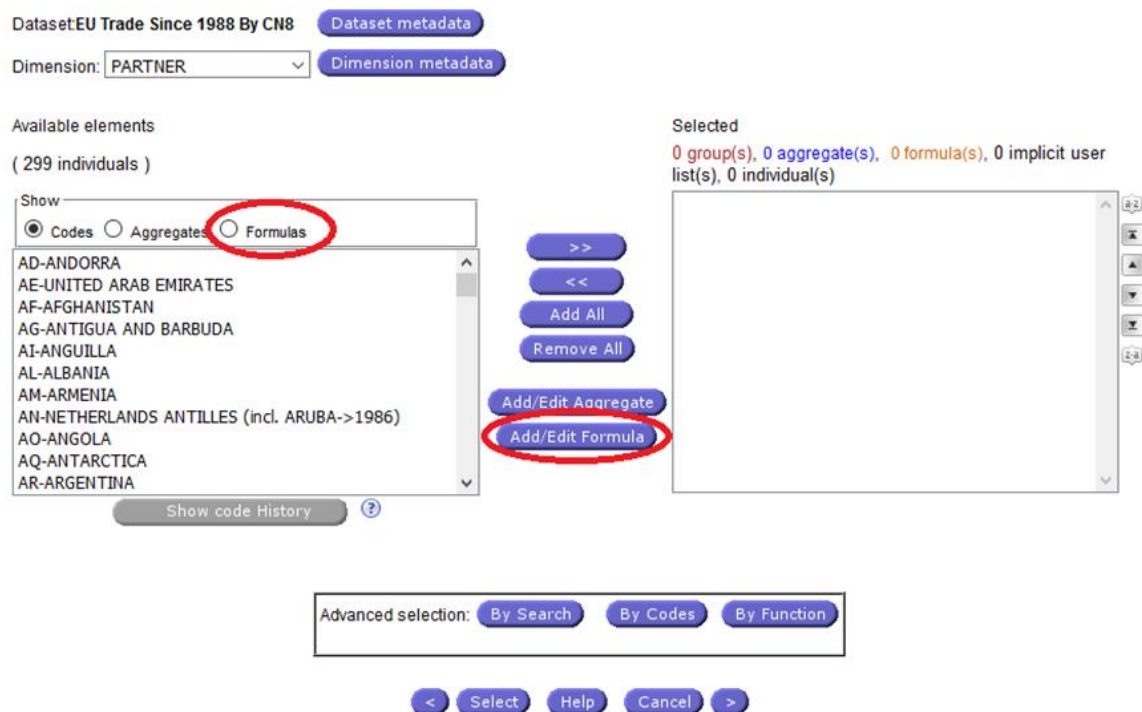 Dataset:EU Trade Since 1988 By CN8 Dataset metadata
Dimension: PARTNER Dimension metadata
Available elements
( 299 individuals )
Show
Codes Aggregates Formulas
AD-ANDORRA
AE-UNITED ARAB EMIRATES
AF-AFGHANISTAN
AG-ANTIGUA AND BARBUDA
AI-ANGUILLA
AL-ALBANIA
AM-ARMENIA
AN-NETHERLANDS ANTILLES (incl. ARUBA->1986)
AO-ANGOLA
AQ-ANTARCTICA
AR-ARGENTINA
Show code History ?
>>
<<
Add All
Remove All
Add/Edit Aggregate
Add/Edit Formula
Selected
0 group(s), 0 aggregate(s), 0 formula(s), 0 implicit user
list(s), 0 individual(s)
a-z
z-a
Advanced selection: By Search By Codes By Function
< Select Help Cancel >